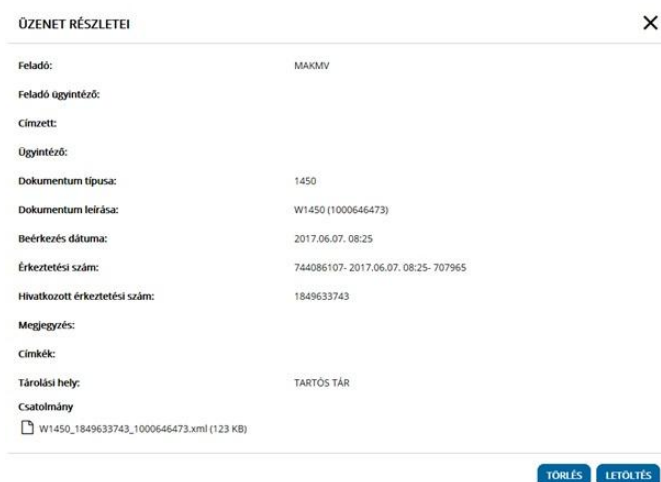 ÜZENET RÉSZLETEI
Feladó: MAKMV
Feladó ügyintéző:
Címzett:
Ügyintéző:
Dokumentum típusa: 1450
Dokumentum leírása: W1450 (1000646473)
Beérkezés dátuma: 2017.06.07. 08:25
Érkeztetési szám: 744086107- 2017.06.07. 08:25- 707965
Hivatkozott érkeztetési szám: 1849633743
Megjegyzés:
Címkék:
Tárolási hely: TARTÓS TÁR
Csatolmány
W1450_1849633743_1000646473.xml (123 KB)
TÖRLÉS LETÖLTÉS